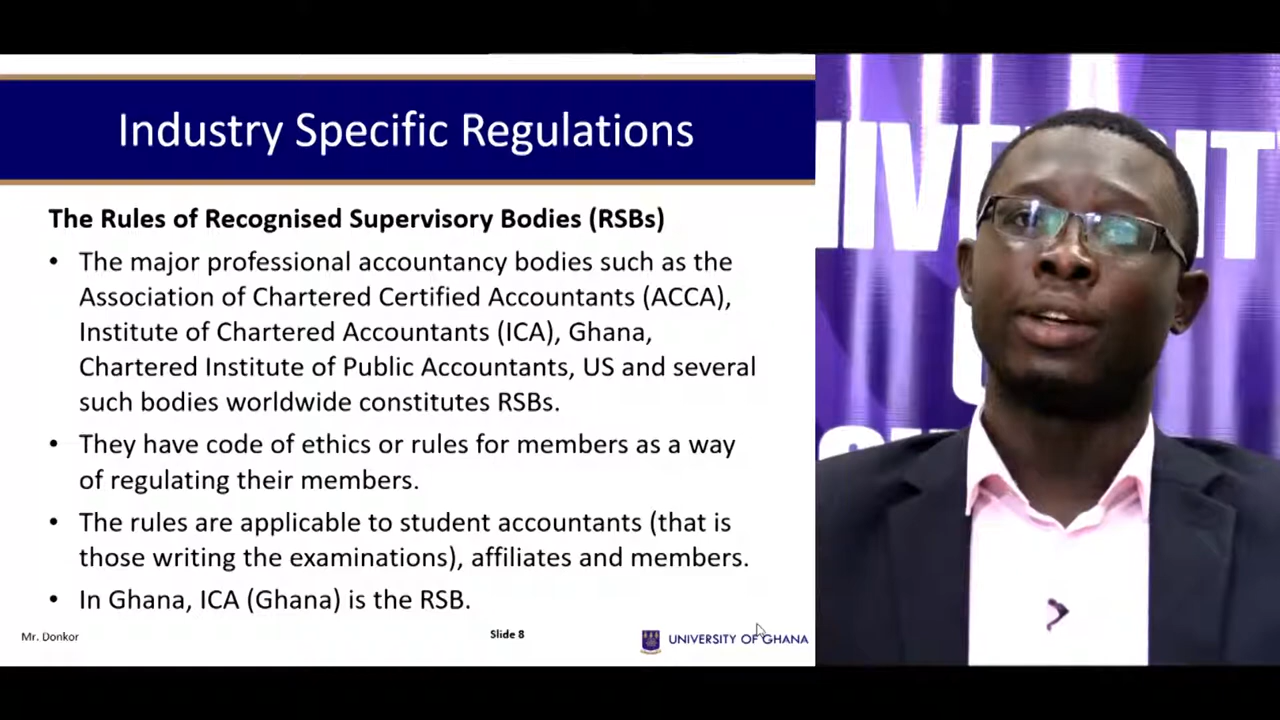 Industry Specific Regulations
The Rules of Recognised Supervisory Bodies (RSBs)
• The major professional accountancy bodies such as the
Association of Chartered Certified Accountants (ACCA),
Institute of Chartered Accountants (ICA), Ghana,
Chartered Institute of Public Accountants, US and several
such bodies worldwide constitutes RSBs.
• They have code of ethics or rules for members as a way
of regulating their members.
• The rules are applicable to student accountants (that is
those writing the examinations), affiliates and members.
• In Ghana, ICA (Ghana) is the RSB.
Mr. Donkor
Slide 8
UNIVERSITY OF GHANA